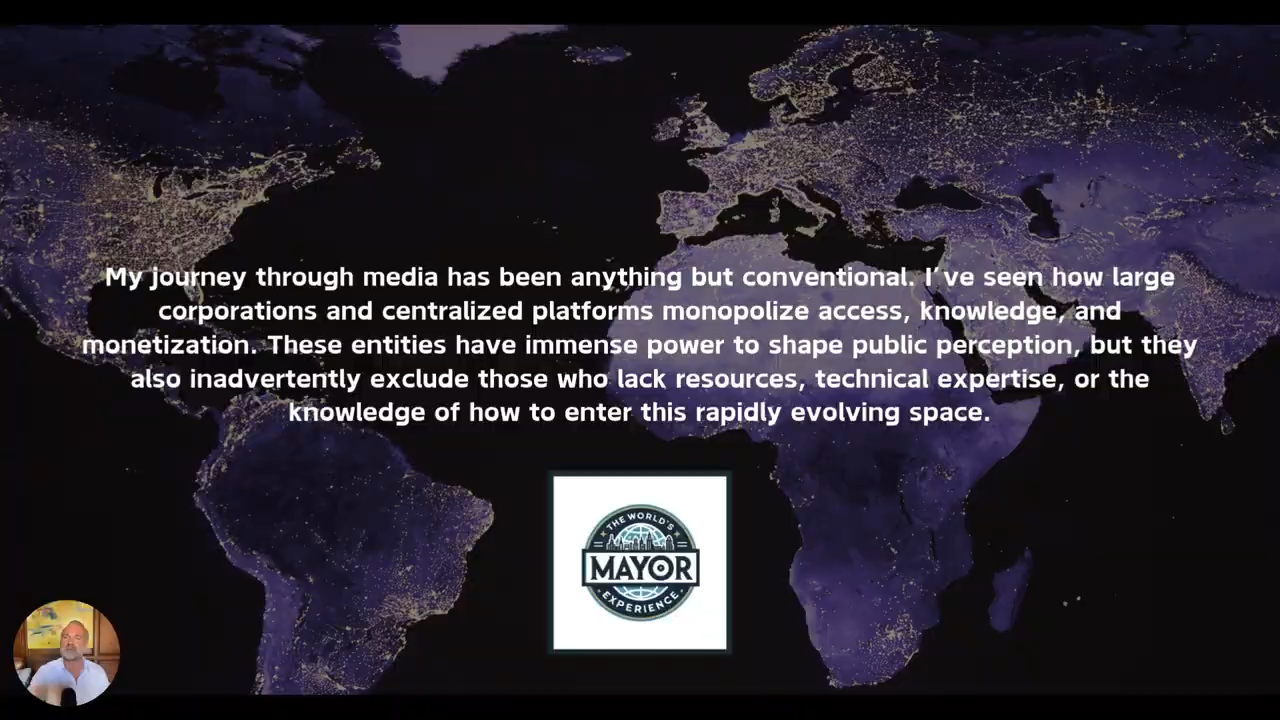 My journey through media has been anything but conventional. I've seen how large
corporations and centralized platforms monopolize access, knowledge, and
monetization. These entities have immense power to shape public perception, but they
also inadvertently exclude those who lack resources, technical expertise, or the
knowledge of how to enter this rapidly evolving space.
THE WORLD'S
MAYOR
EXPERIENCE